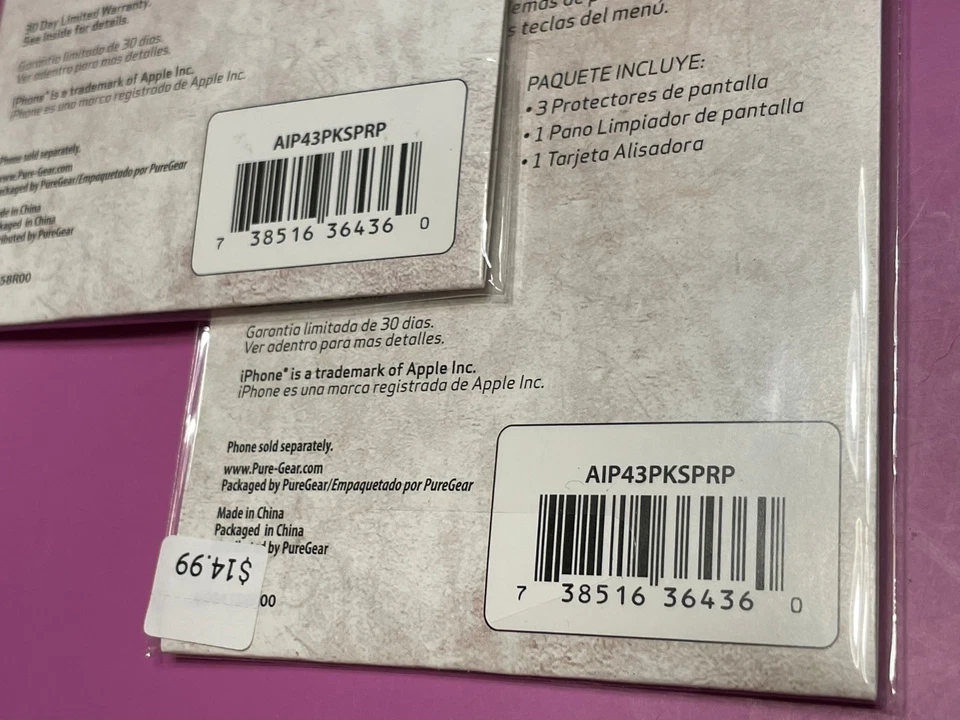 30 Day Limited Warranty.
See Inside for details.
Garantia limitada de 30 dias.
Ver adentro para mas detalles.
iPhone® is a trademark of Apple Inc.
iPhone es una marca registrada de Apple Inc.
Phone sold separately.
www.Pure-Gear.com
Packaged by PureGear/Empaquetado por PureGear
Made in China
Packaged in China
Distributed by PureGear
58R00
AIP43PKSPRP
7 38516 36436 0
s teclas del menú.
PAQUETE INCLUYE:
• 3 Protectores de pantalla
• 1 Pano Limpiador de pantalla
• 1 Tarjeta Alisadora
Garantia limitada de 30 dias.
Ver adentro para mas detalles.
iPhone® is a trademark of Apple Inc.
iPhone es una marca registrada de Apple Inc.
Phone sold separately.
www.Pure-Gear.com
Packaged by PureGear/Empaquetado por PureGear
Made in China
Packaged in China
by PureGear
$14.99
00
AIP43PKSPRP
7 38516 36436 0